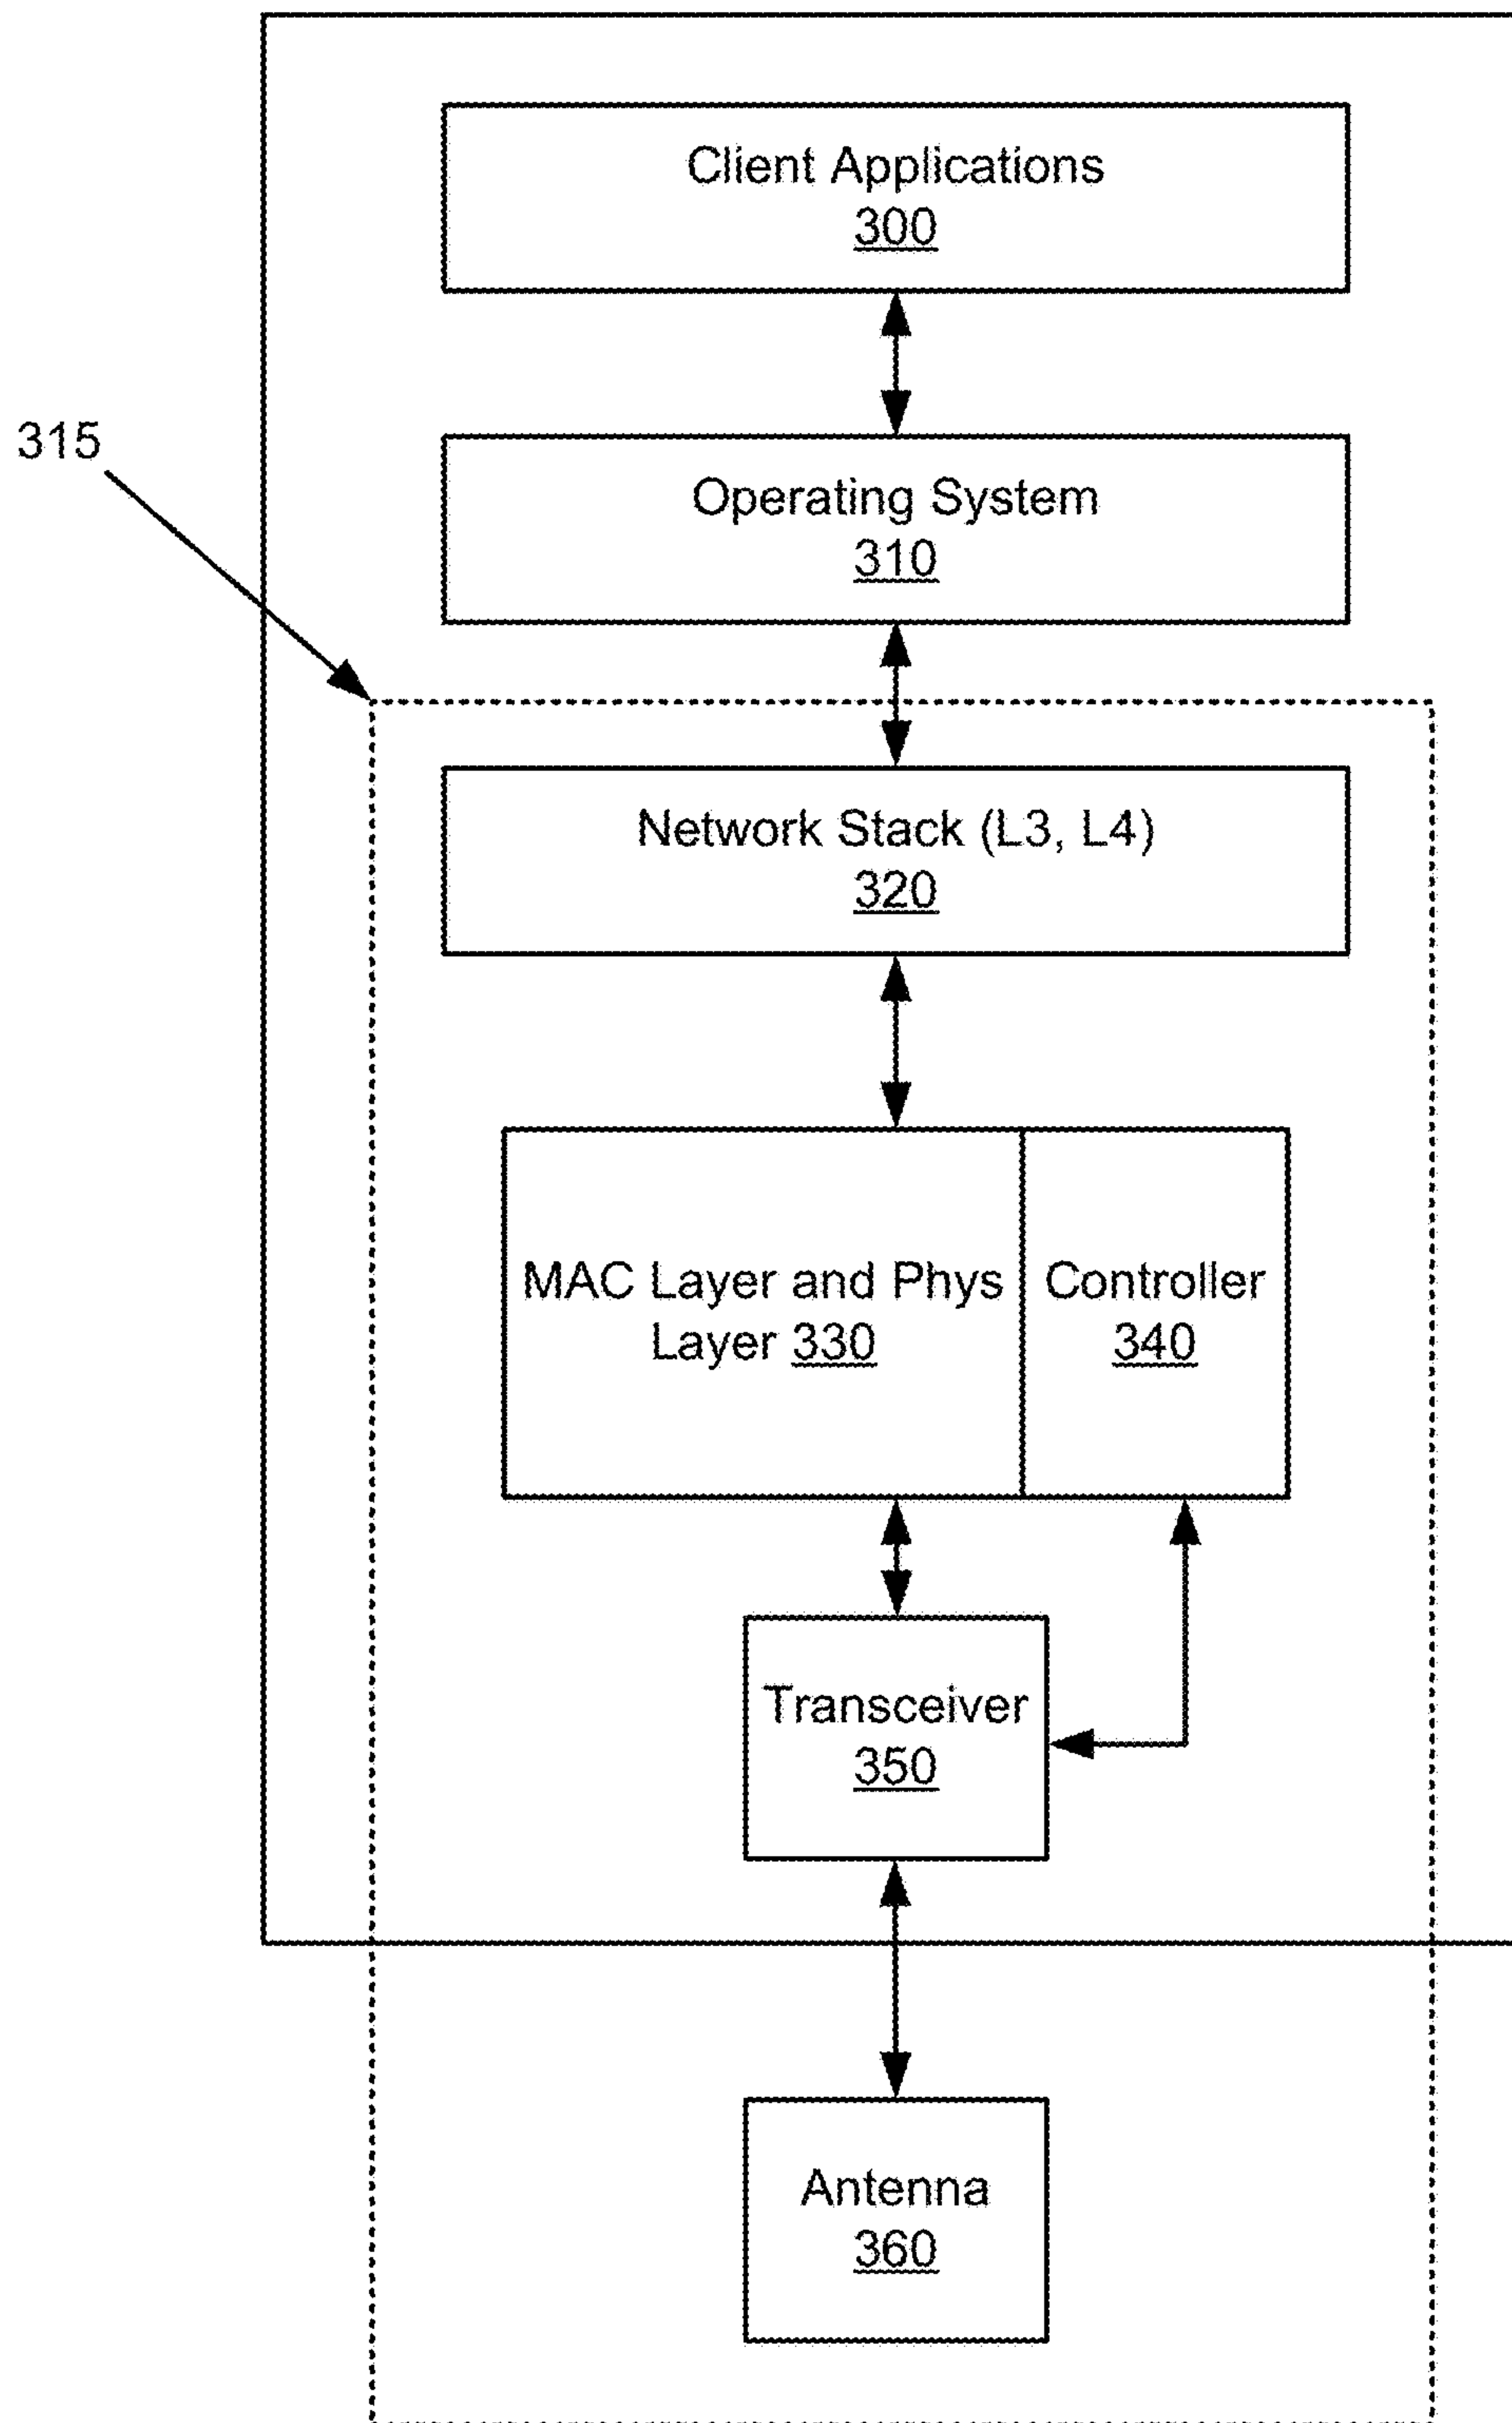 Client Applications
300
315
Operating System
310
Network Stack (L3, L4)
320
MAC Layer and Phys
Layer 330
Controller
340
Transceiver
350
Antenna
360